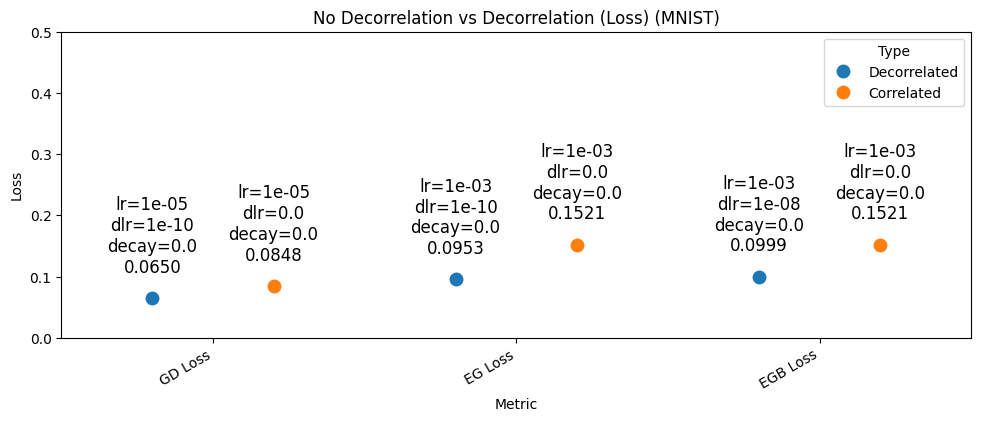 No Decorrelation vs Decorrelation (Loss) (MNIST)
Loss
0.5
0.4
0.3
0.2
0.1
0.0
Type
Decorrelated
Correlated
lr=1e-05
dlr=1e-10
decay=0.0
0.0650
lr=1e-05
dlr=0.0
decay=0.0
0.0848
lr=1e-03
dlr=1e-10
decay=0.0
0.0953
lr=1e-03
dlr=0.0
decay=0.0
0.1521
lr=1e-03
dlr=1e-08
decay=0.0
0.0999
lr=1e-03
dlr=0.0
decay=0.0
0.1521
GD Loss
EG Loss
EGB Loss
Metric